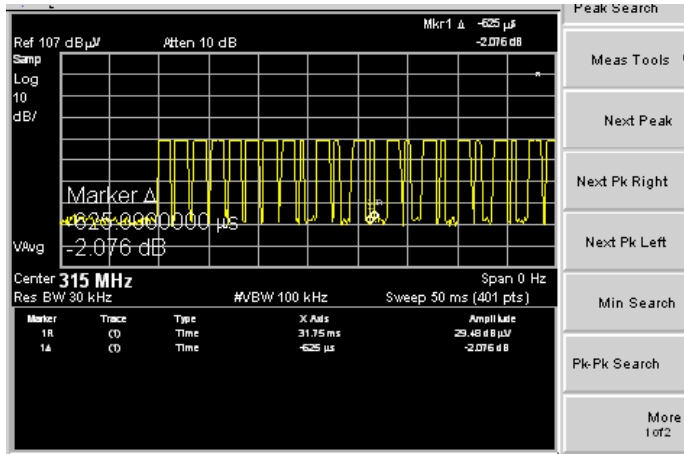 Peak Search
Mkr1 Δ -625 µs
Ref 107 dBµV Atten 10 dB -2.076 dB
Samp
Log
10
dB/
Marker Δ
-625.0000000 µs
-2.076 dB
VAvg
Center 315 MHz Span 0 Hz
Res BW 30 kHz #VBW 100 kHz Sweep 50 ms (401 pts)
Marker Trace Type X Axis Amplitude
1R (1) Time 31.75 ms 29.48 dBµV
1Δ (1) Time -625 µs -2.076 dB
Meas Tools
Next Peak
Next Pk Right
Next Pk Left
Min Search
Pk-Pk Search
More
1 of 2